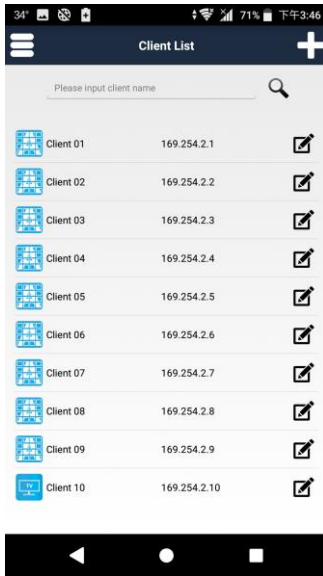 34° 71% 下午3:46
Client List
Please input client name
Client 01 169.254.2.1
Client 02 169.254.2.2
Client 03 169.254.2.3
Client 04 169.254.2.4
Client 05 169.254.2.5
Client 06 169.254.2.6
Client 07 169.254.2.7
Client 08 169.254.2.8
Client 09 169.254.2.9
TV Client 10 169.254.2.10